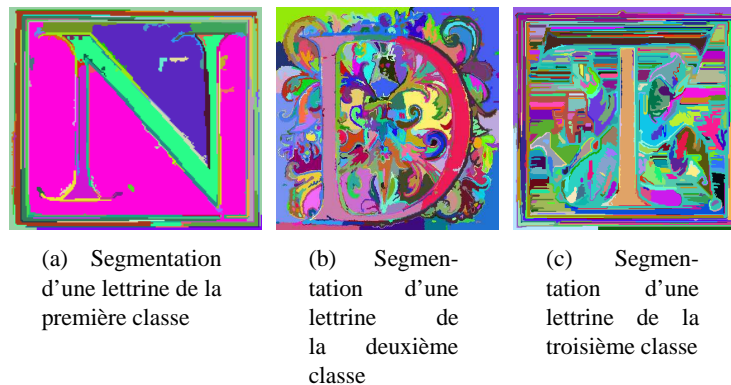 N
D
T
(a) Segmentation
d'une lettrine de la
première classe
(b) Segmen-
tation d'une
lettrine de
la deuxième
classe
(c) Segmen-
tation d'une
lettrine de la
troisième classe